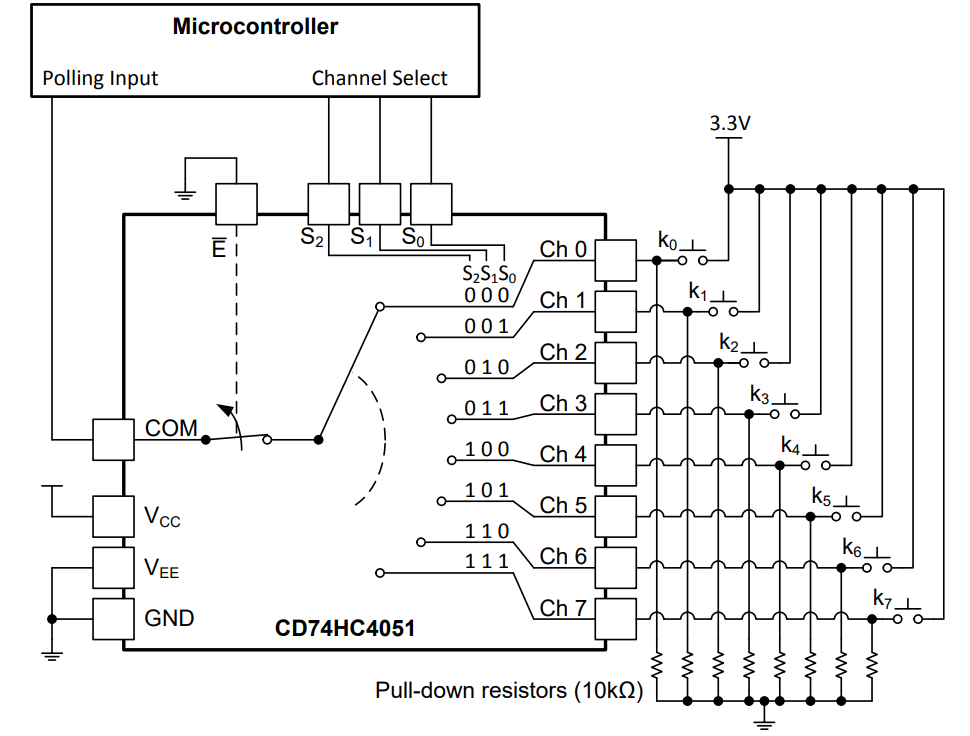 Microcontroller
Polling Input
Channel Select
3.3V
E
S2
S1
S0
S2S1S0
Ch 0
k0
0 0 0
Ch 1
k1
0 0 1
Ch 2
k2
0 1 0
Ch 3
k3
0 1 1
COM
Ch 4
k4
1 0 0
Ch 5
k5
1 0 1
VCC
Ch 6
k6
1 1 0
VEE
1 1 1
Ch 7
k7
GND
CD74HC4051
Pull-down resistors (10kΩ)